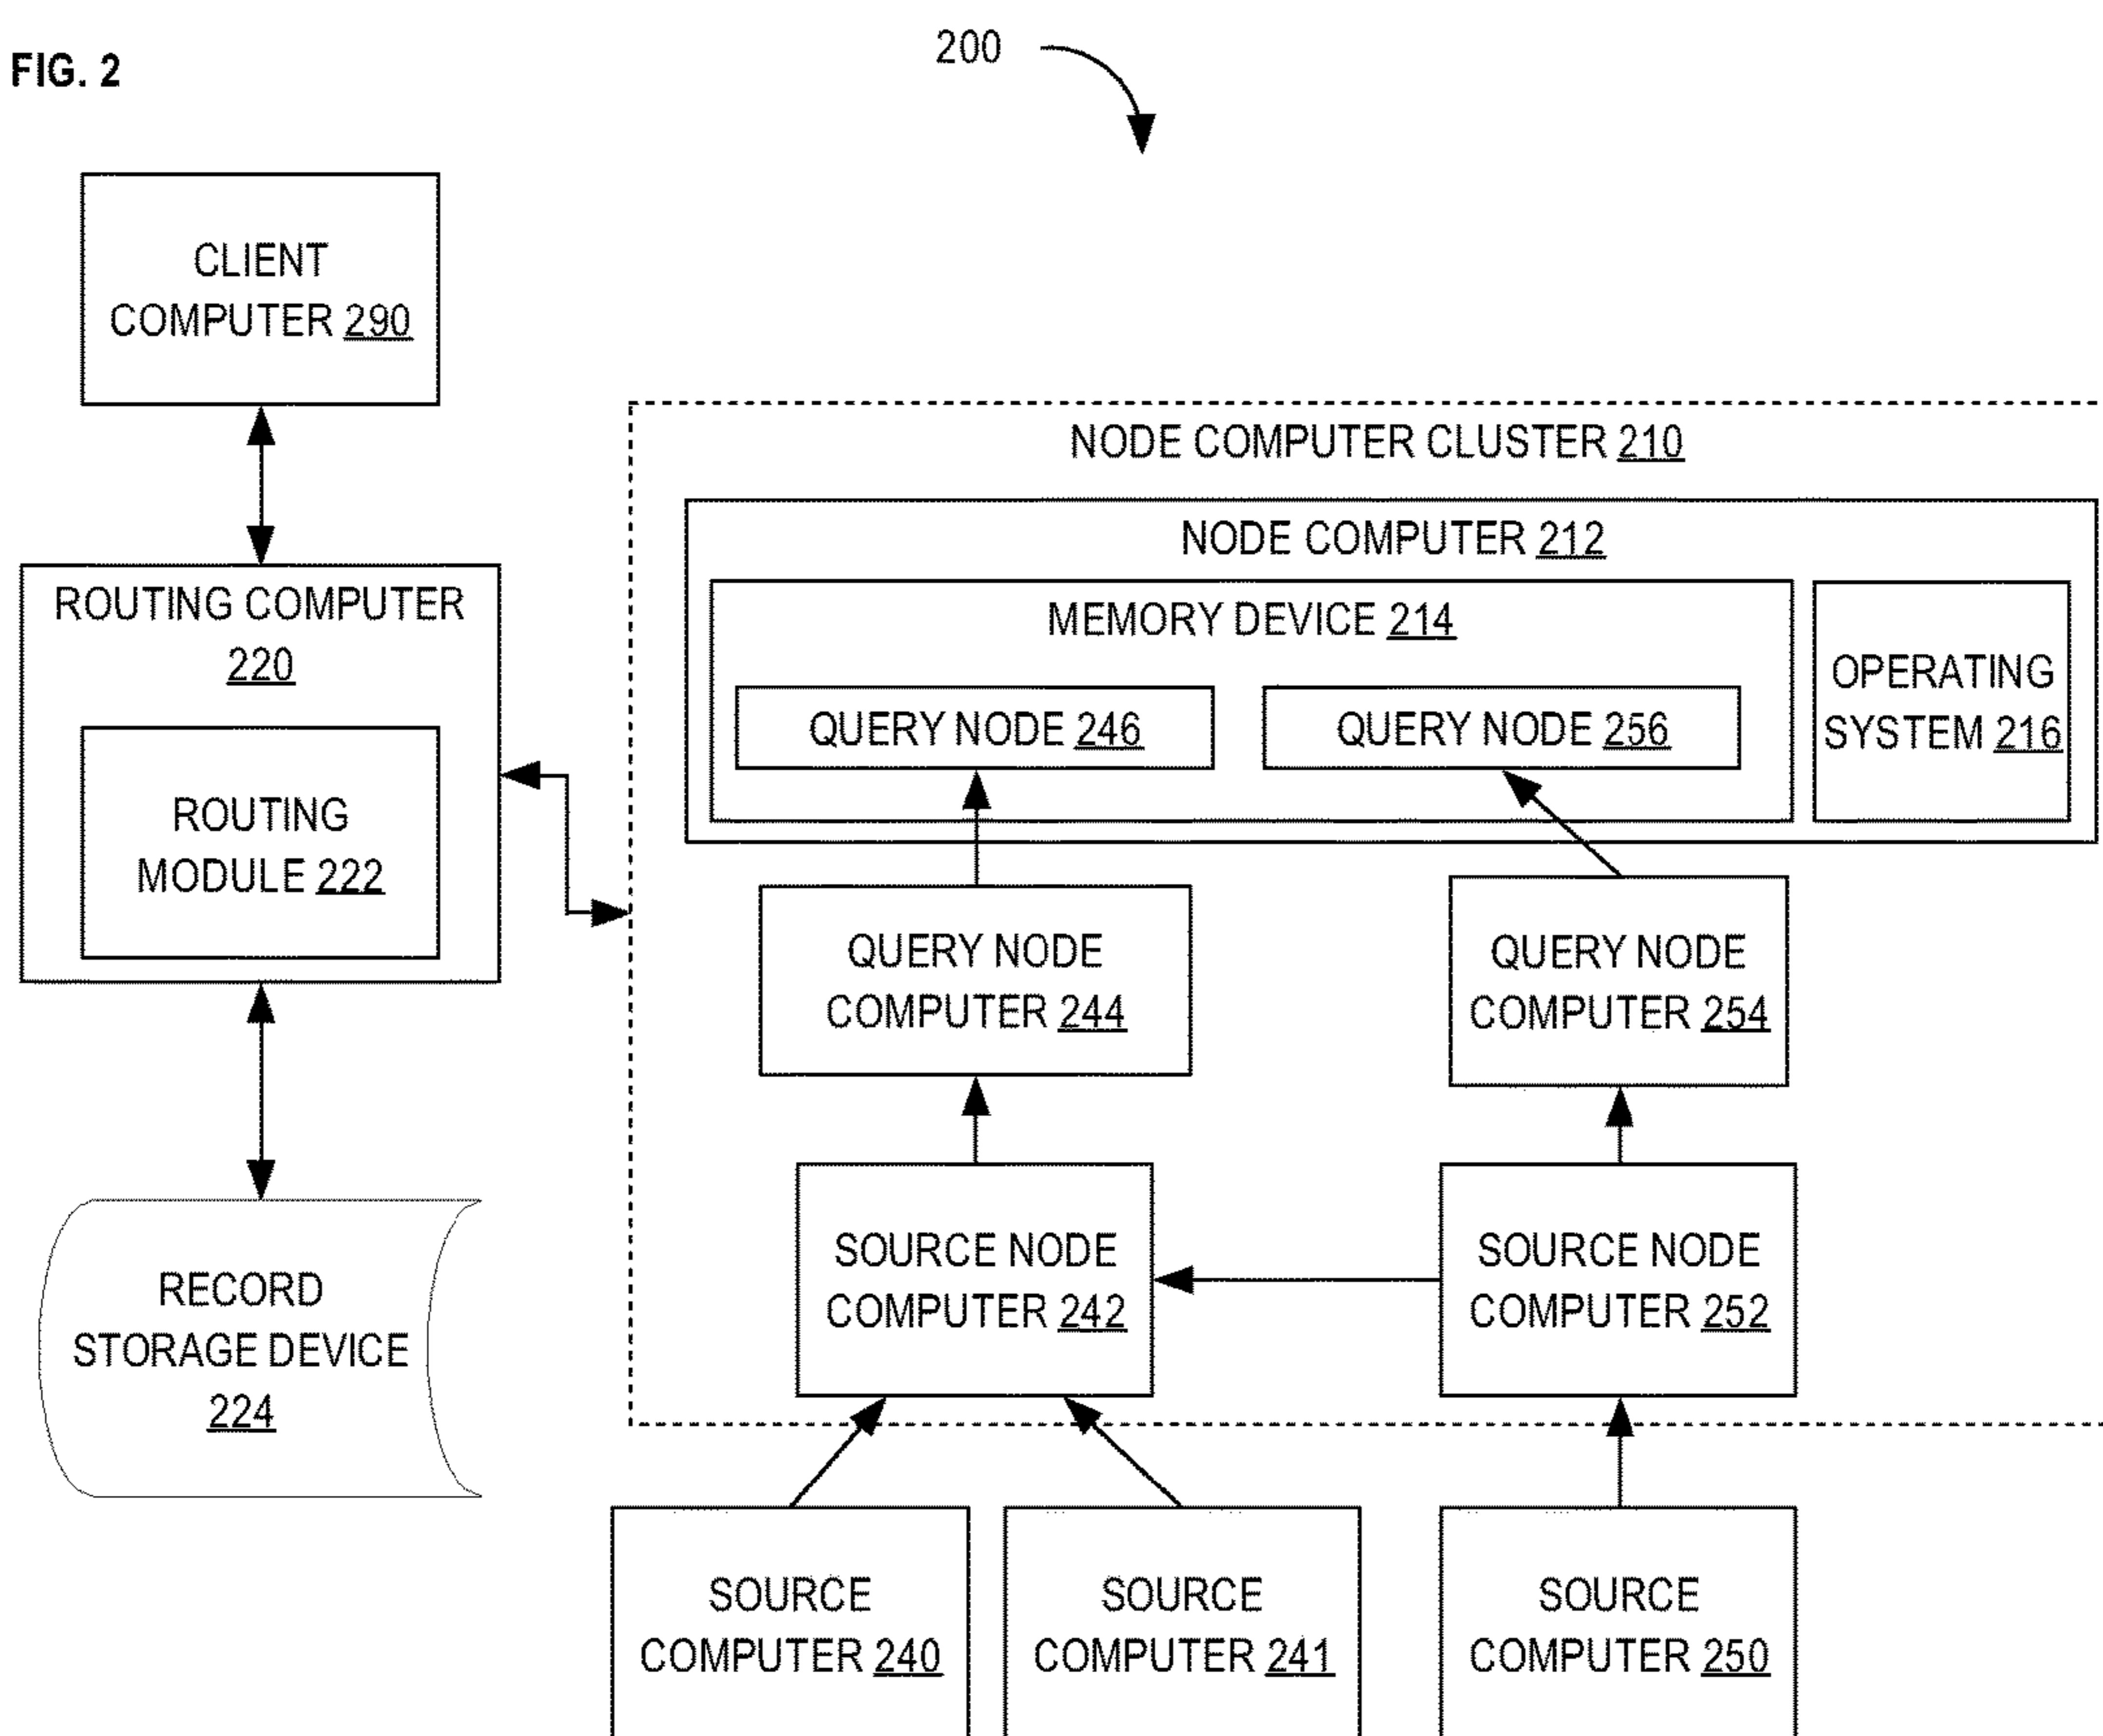 FIG. 2
200
CLIENT
COMPUTER 290
ROUTING COMPUTER
220
ROUTING
MODULE 222
RECORD
STORAGE DEVICE
224
NODE COMPUTER CLUSTER 210
NODE COMPUTER 212
MEMORY DEVICE 214
QUERY NODE 246
QUERY NODE 256
OPERATING
SYSTEM 216
QUERY NODE
COMPUTER 244
QUERY NODE
COMPUTER 254
SOURCE NODE
COMPUTER 242
SOURCE NODE
COMPUTER 252
SOURCE
COMPUTER 240
SOURCE
COMPUTER 241
SOURCE
COMPUTER 250